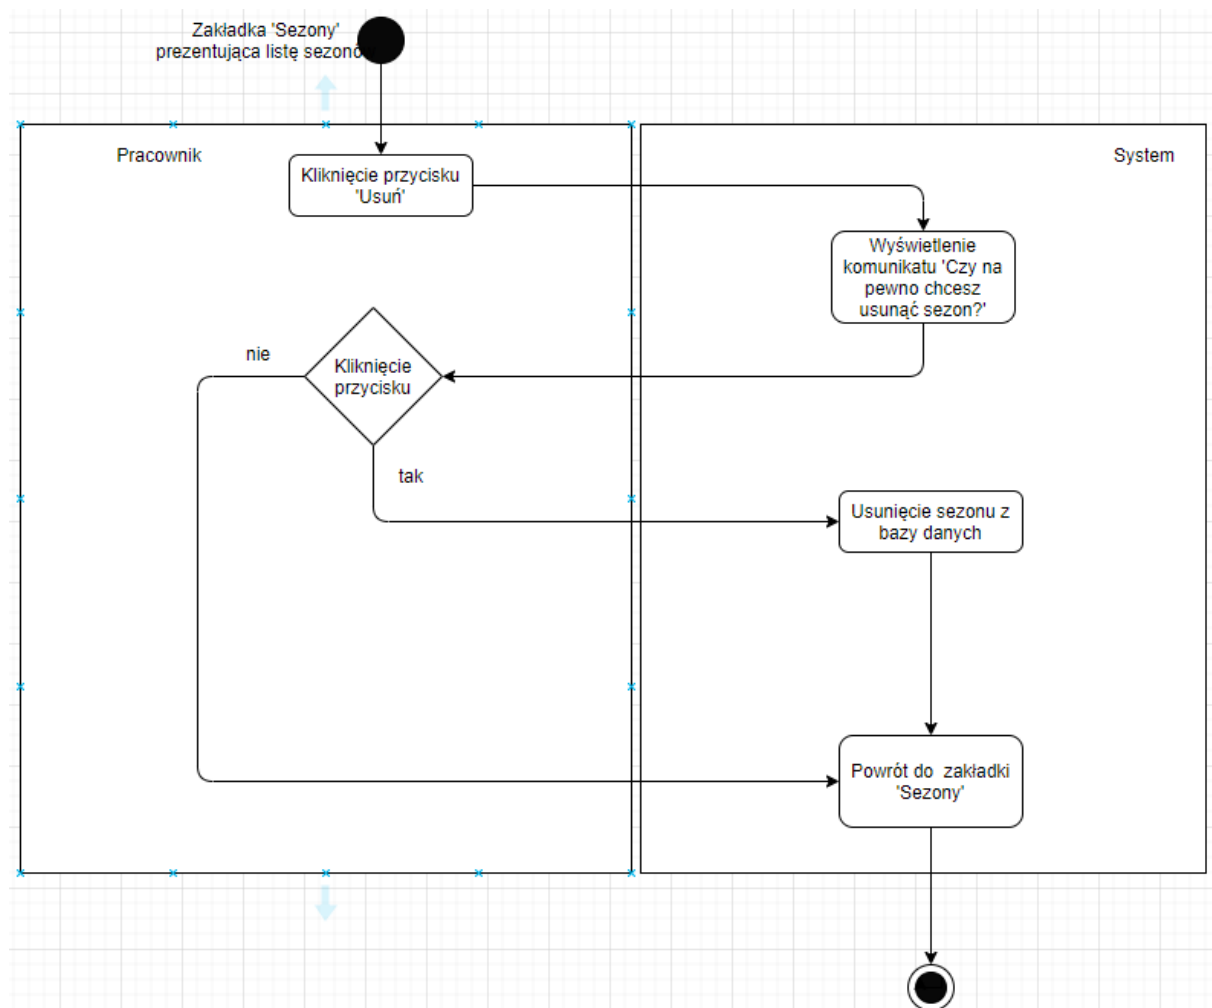 Zakładka 'Sezony'
prezentująca listę sezonów
Pracownik
System
Kliknięcie przycisku
'Usuń'
Wyświetlenie
komunikatu 'Czy na
pewno chcesz
usunąć sezon?'
nie
Kliknięcie
przycisku
tak
Usunięcie sezonu z
bazy danych
Powrót do  zakładki
'Sezony'